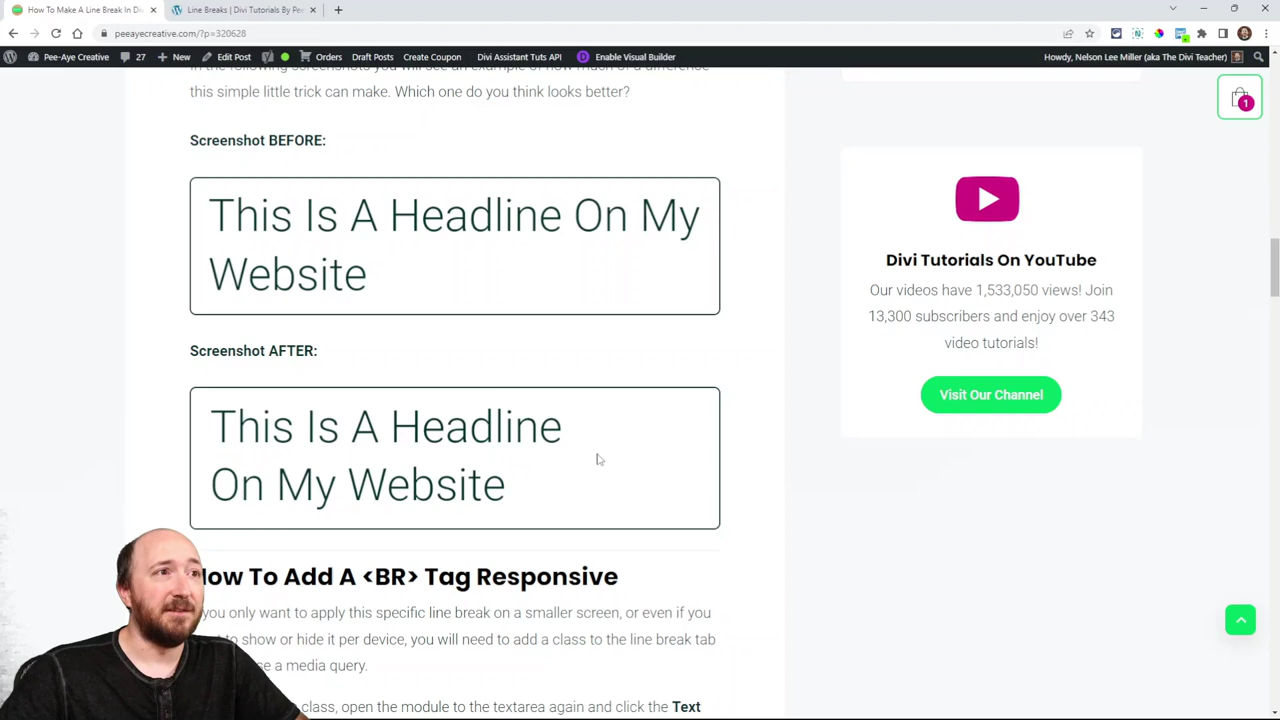 How To Make A Line Break In Div
Line Breaks | Divi Tutorials By Pee
peeayecreative.com/?p=320628
Pee-Aye Creative 27 New Edit Post Orders Draft Posts Create Coupon Divi Assistant Tuts API Enable Visual Builder Howdy, Nelson Lee Miller (aka The Divi Teacher)
1
this simple little trick can make. Which one do you think looks better?
Screenshot BEFORE:
This Is A Headline On My
Website
Screenshot AFTER:
This Is A Headline
On My Website
How To Add A <BR> Tag Responsive
you only want to apply this specific line break on a smaller screen, or even if you
to show or hide it per device, you will need to add a class to the line break tab
a media query.
class, open the module to the textarea again and click the Text
Divi Tutorials On YouTube
Our videos have 1,533,050 views! Join
13,300 subscribers and enjoy over 343
video tutorials!
Visit Our Channel